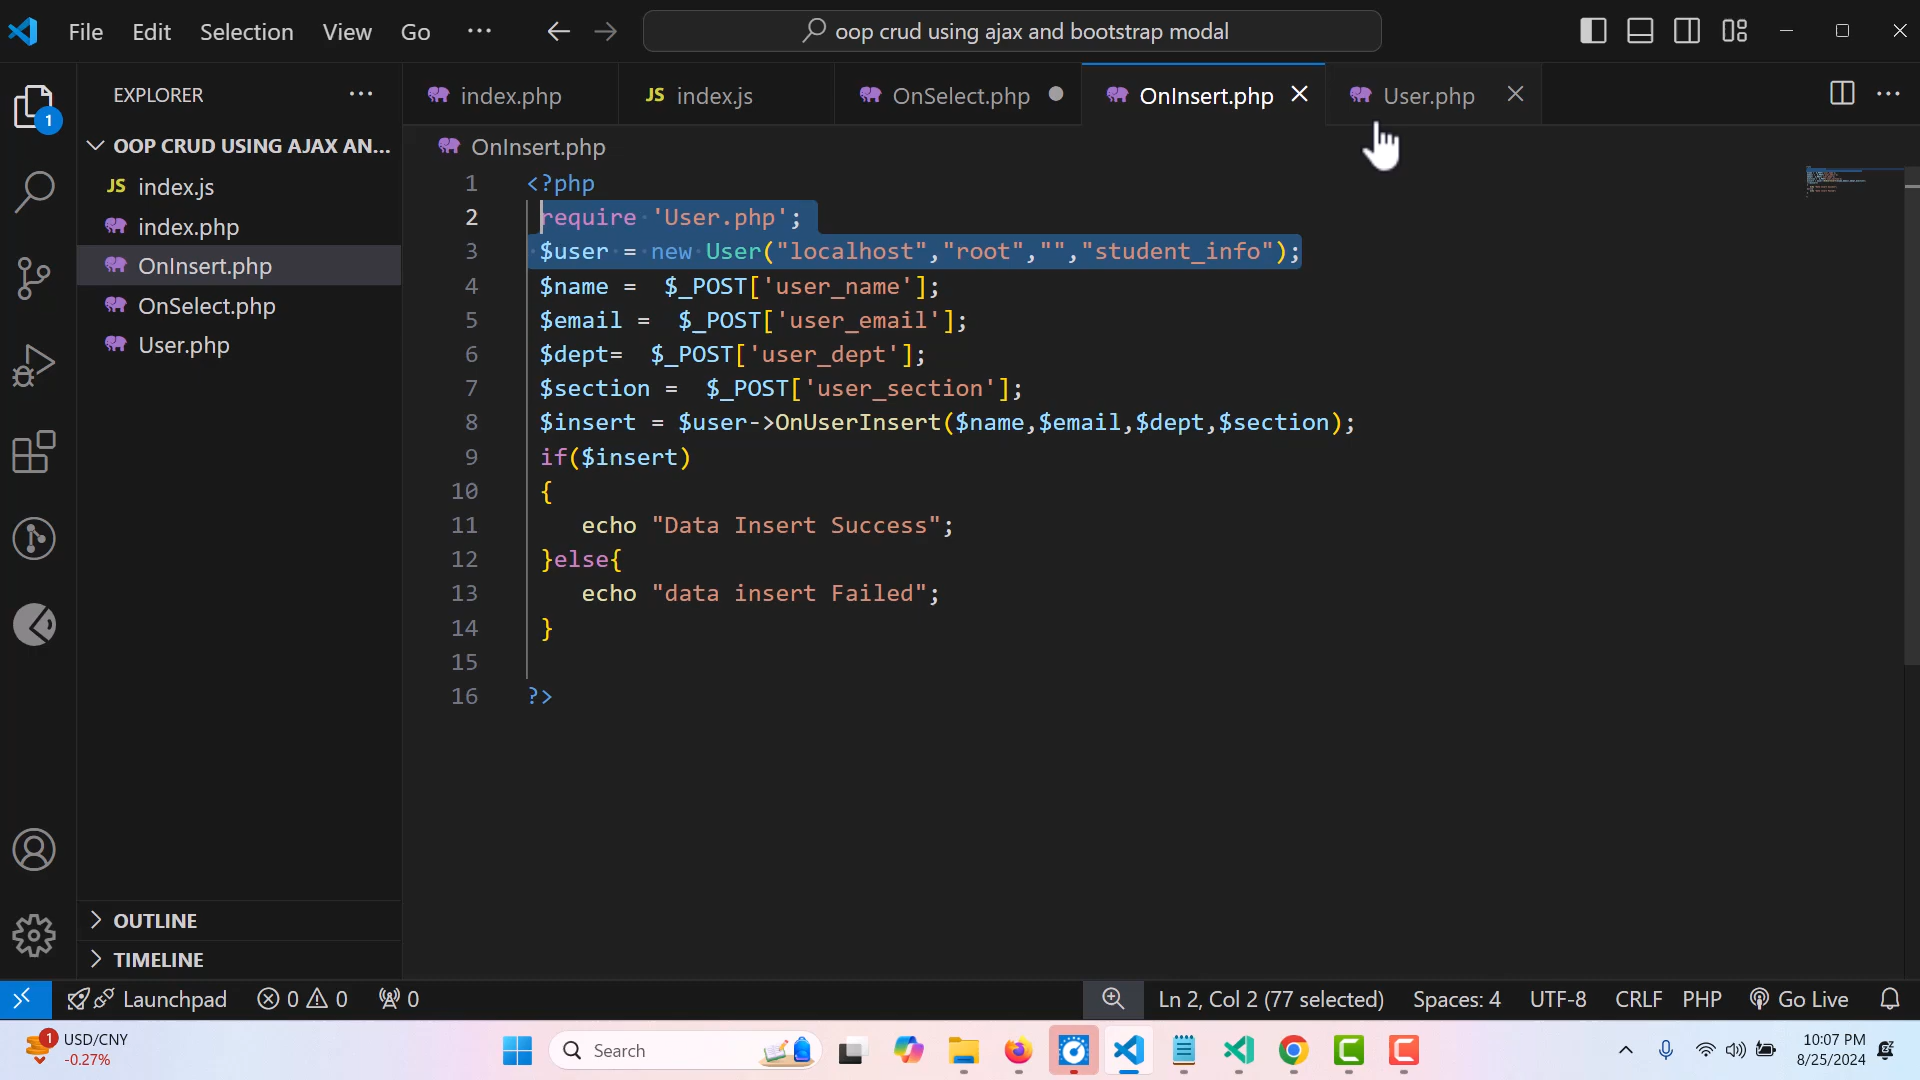 File Edit Selection View Go ··· oop crud using ajax and bootstrap modal
EXPLORER ···
1
index.php
JS index.js
OnSelect.php
OnInsert.php
User.php
OOP CRUD USING AJAX AN...
JS index.js
index.php
OnInsert.php
OnSelect.php
User.php
OUTLINE
TIMELINE
OnInsert.php
1 <?php
2 require 'User.php';
3 $user = new User("localhost","root","","student_info");
4 $name =  $_POST['user_name'];
5 $email =  $_POST['user_email'];
6 $dept=  $_POST['user_dept'];
7 $section =  $_POST['user_section'];
8 $insert = $user->OnUserInsert($name,$email,$dept,$section);
9 if($insert)
10 {
11 echo "Data Insert Success";
12 }else{
13 echo "data insert Failed";
14 }
15
16 ?>
Launchpad 0 0 0 Ln 2, Col 2 (77 selected) Spaces: 4 UTF-8 CRLF PHP Go Live
1 USD/CNY
-0.27%
Search
10:07 PM
8/25/2024